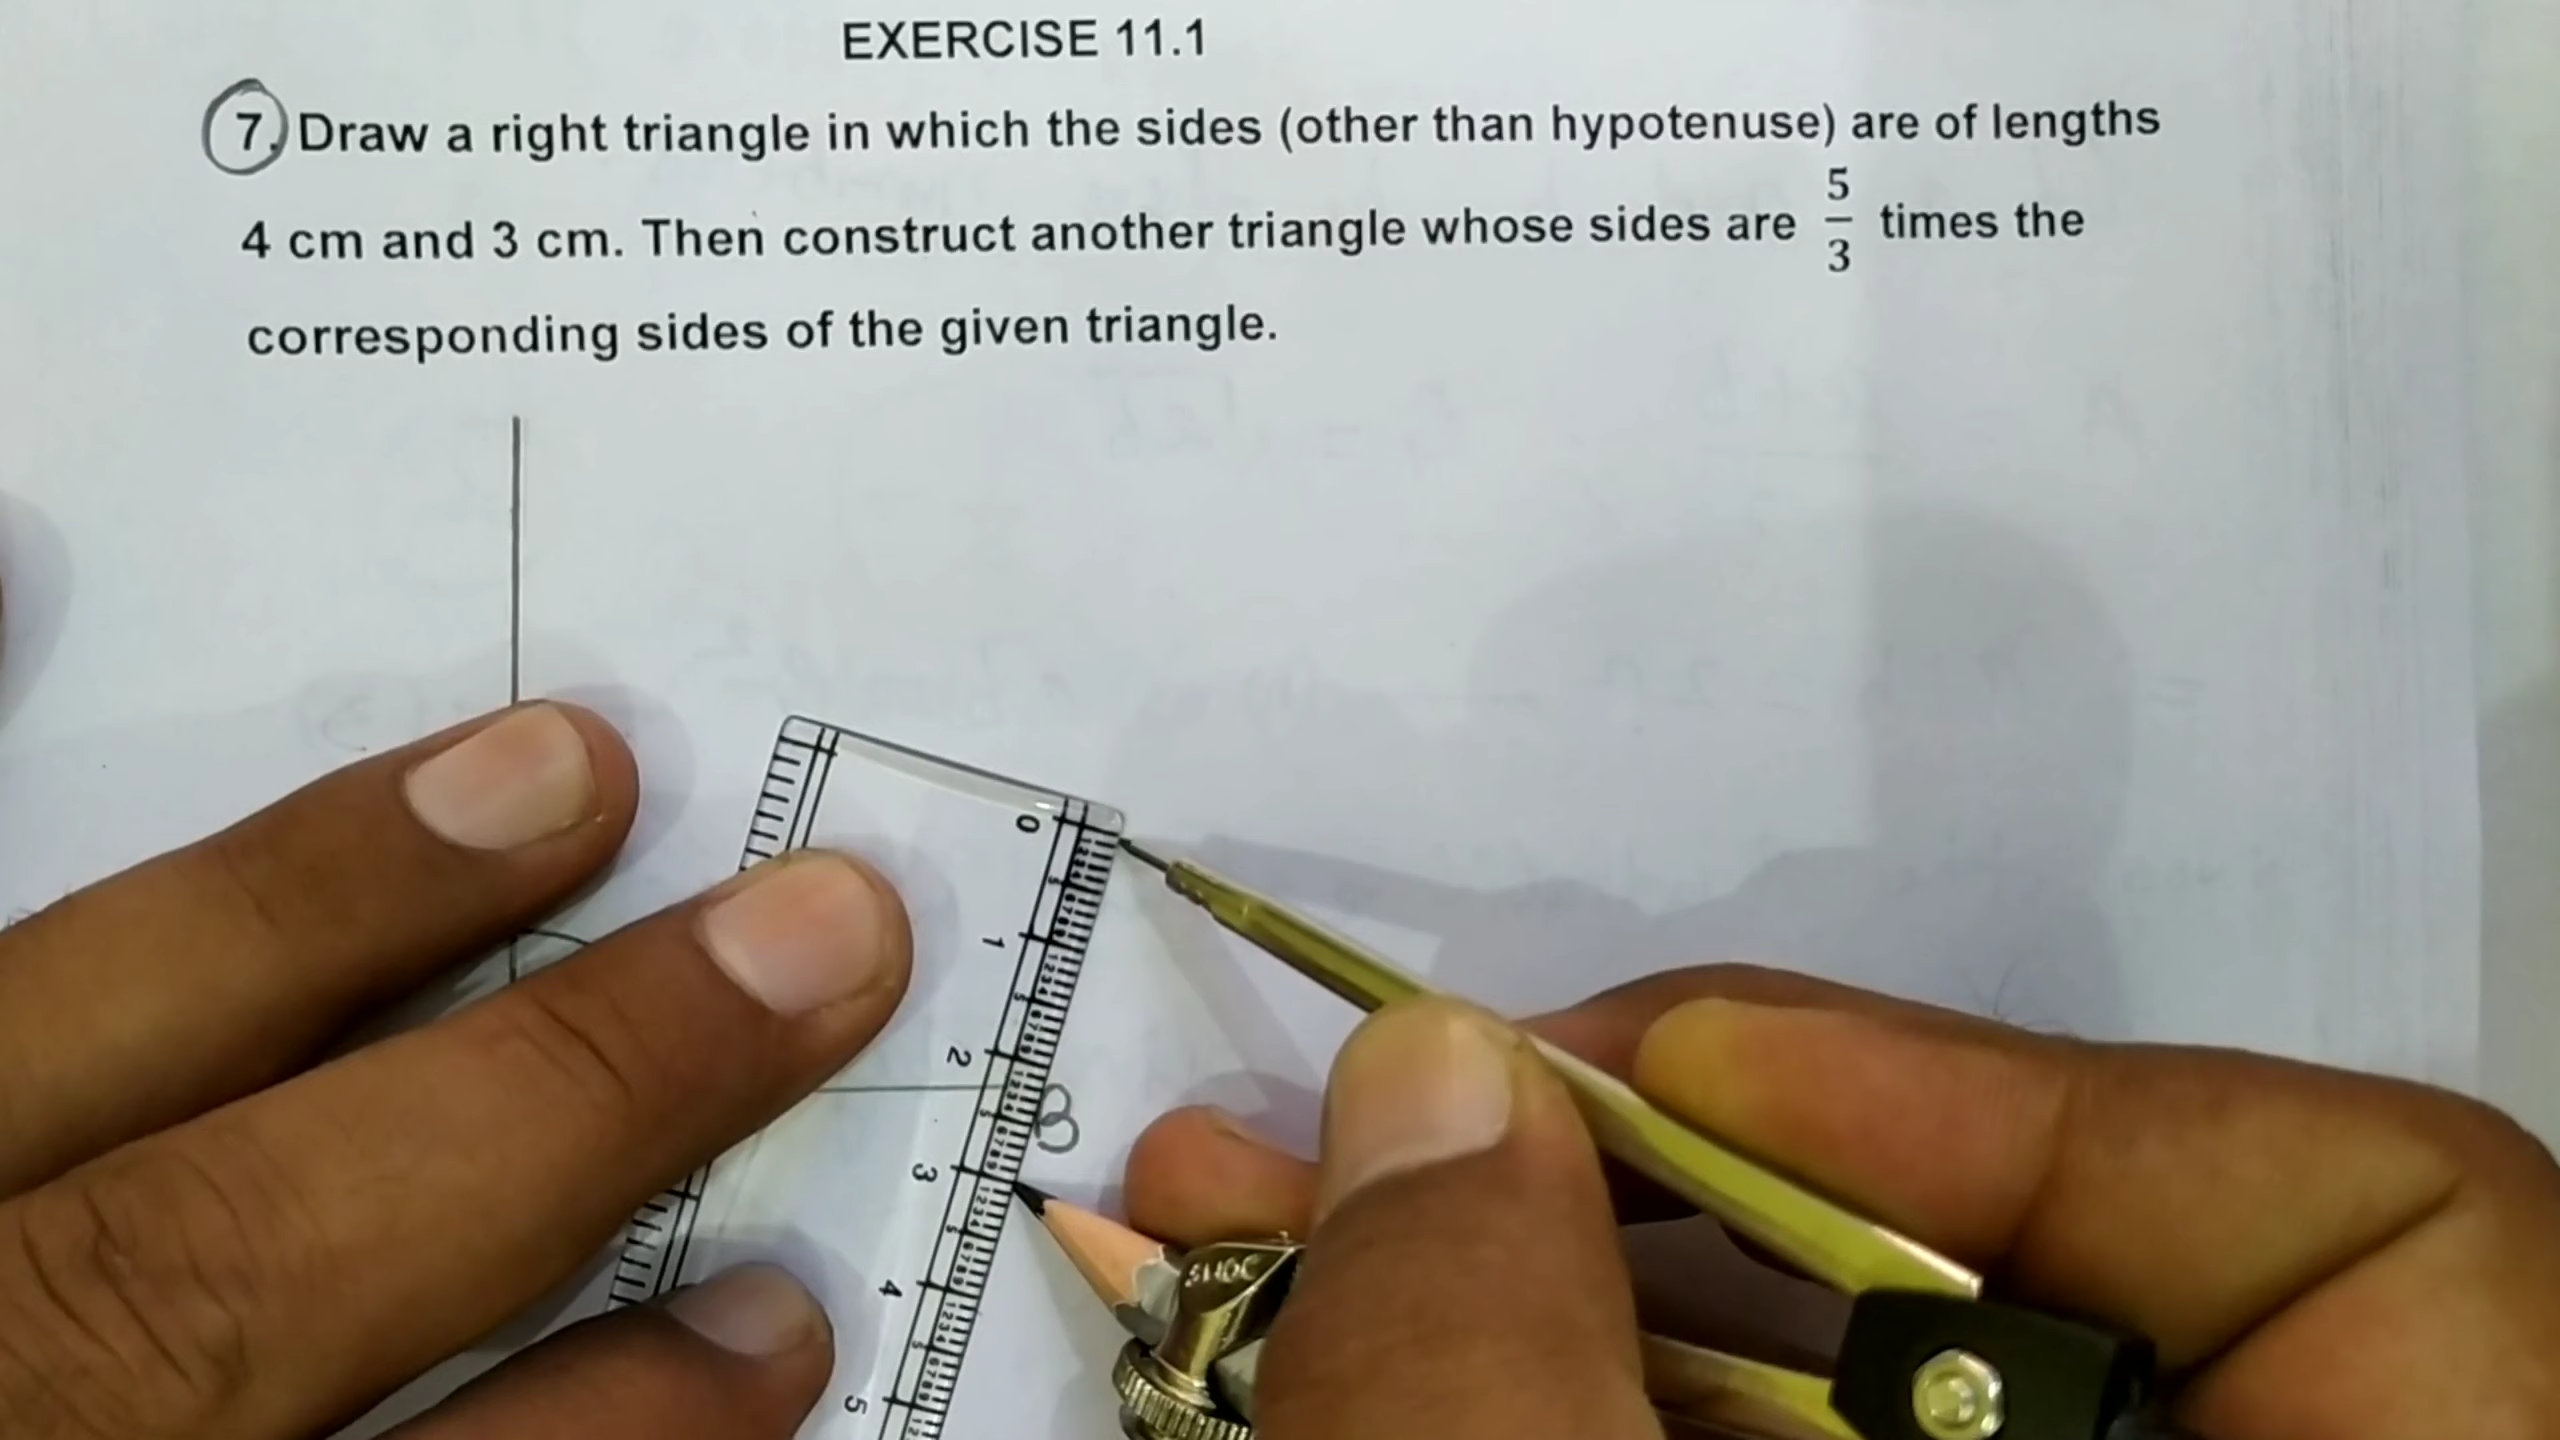 EXERCISE 11.1
7. Draw a right triangle in which the sides (other than hypotenuse) are of lengths
4 cm and 3 cm. Then construct another triangle whose sides are 5/3 times the
corresponding sides of the given triangle.
0
1
2
3
4
5